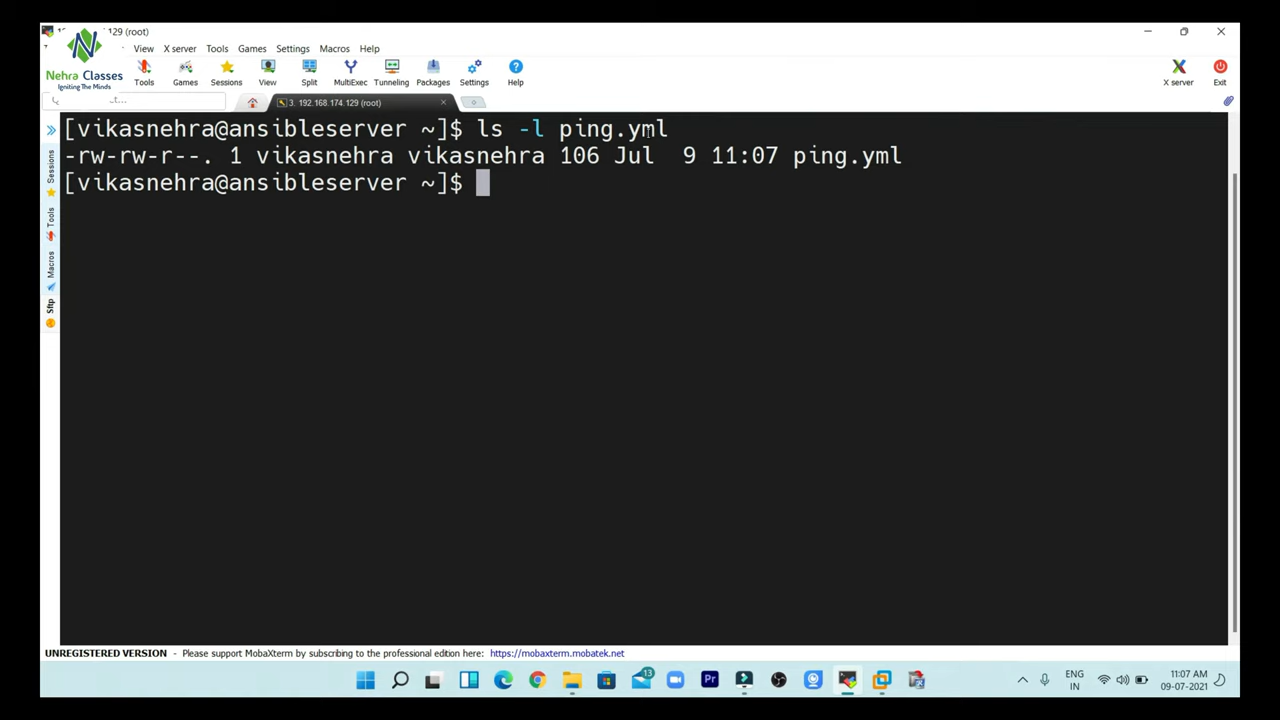 129 (root)
View X server Tools Games Settings Macros Help
Nehra Classes
Igniting The Minds
Tools Games Sessions View Split MultiExec Tunneling Packages Settings Help X server Exit
3. 192.168.174.129 (root)
[vikasnehra@ansibleserver ~]$ ls -l ping.yml
-rw-rw-r--. 1 vikasnehra vikasnehra 106 Jul  9 11:07 ping.yml
[vikasnehra@ansibleserver ~]$
Sessions
Tools
Macros
Sftp
UNREGISTERED VERSION - Please support MobaXterm by subscribing to the professional edition here: https://mobaxterm.mobatek.net
13
Pr
ENG
IN
11:07 AM
09-07-2021